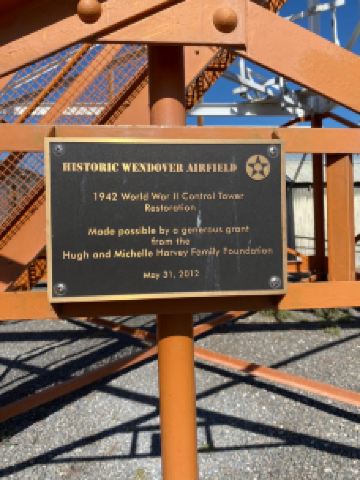 HISTORIC WENDOVER AIRFIELD
1942 World War II Control Tower
Restoration
Made possible by a generous grant
from the
Hugh and Michelle Harvey Family Foundation
May 31, 2012